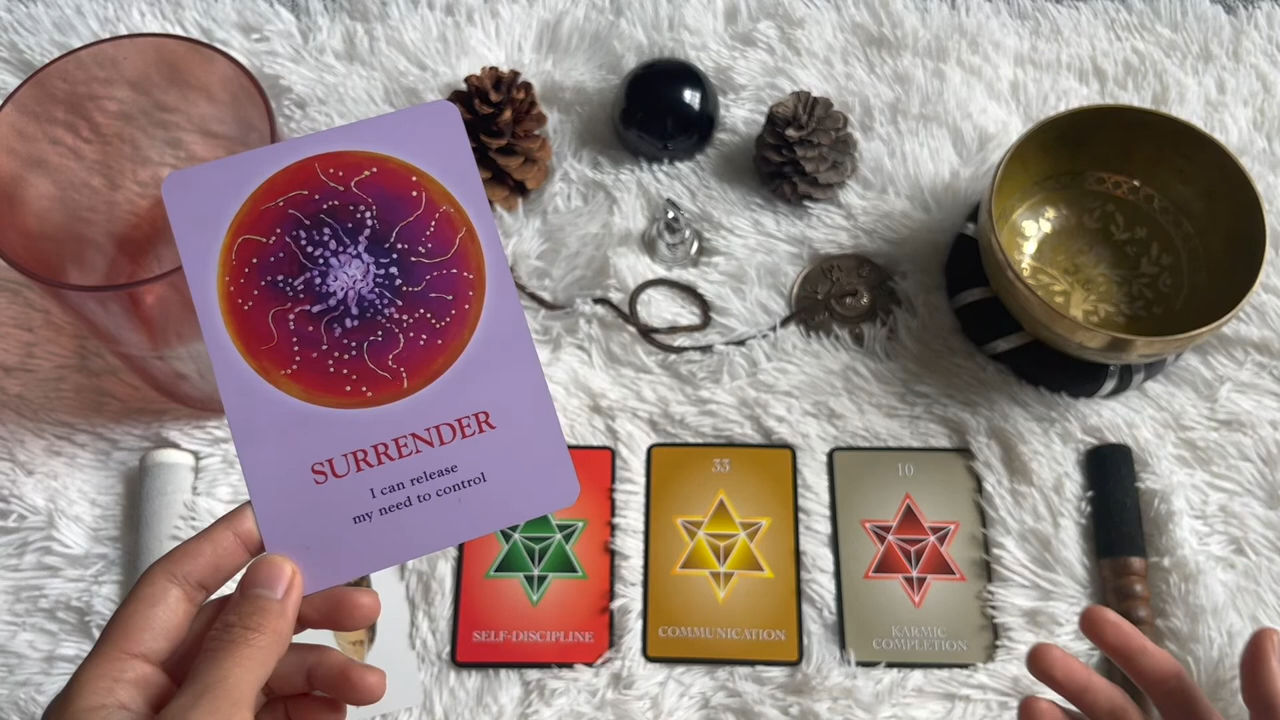 SURRENDER
I can release
my need to control
SELF-DISCIPLINE
33
COMMUNICATION
10
KARMIC
COMPLETION